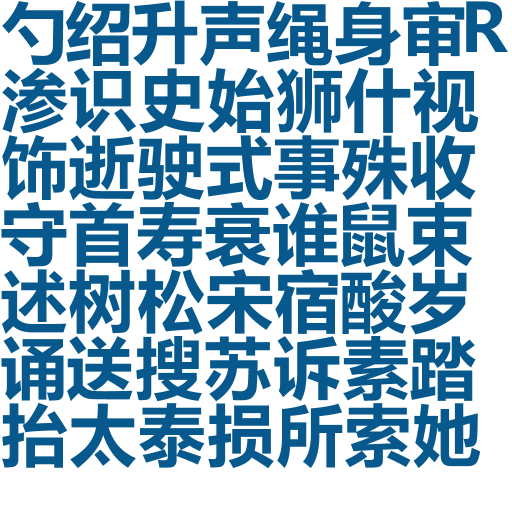 勺绍升声绳身审R
渗识史始狮什视
饰逝驶式事殊收
守首寿衰谁鼠束
述树松宋宿酸岁
诵送搜苏诉素踏
抬太泰损所索她